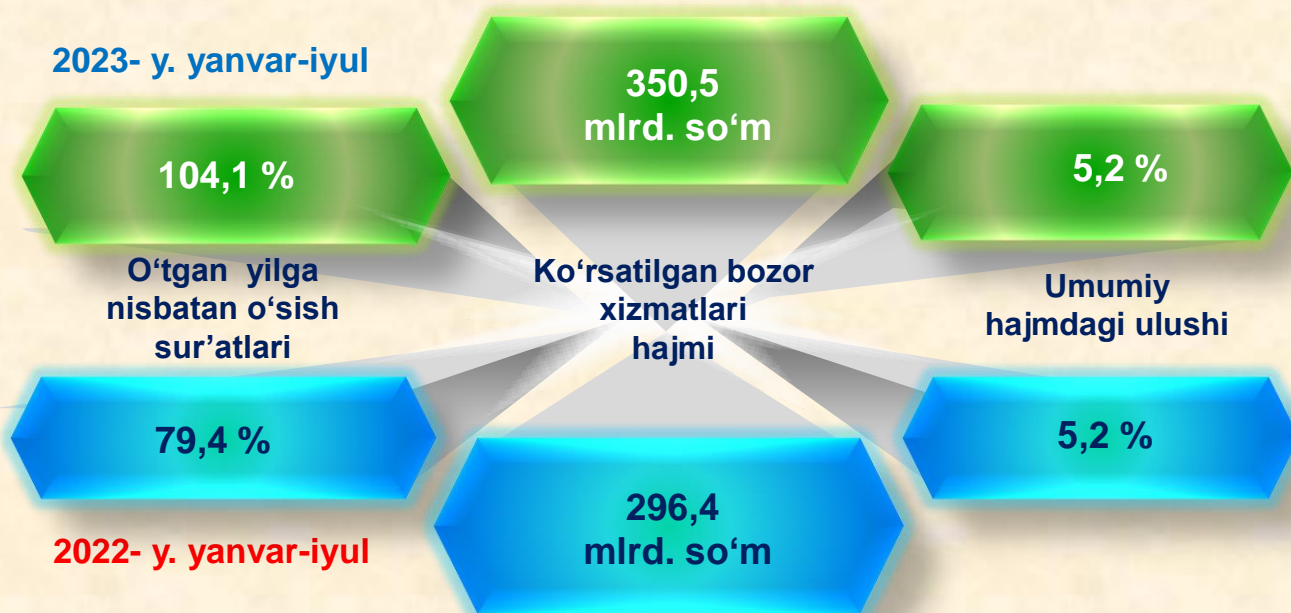 2023- y. yanvar-iyul
350,5
mlrd. so‘m
104,1 %
5,2 %
O‘tgan yilga
nisbatan o‘sish
sur’atlari
Ko‘rsatilgan bozor
xizmatlari
hajmi
Umumiy
hajmdagi ulushi
79,4 %
5,2 %
296,4
mlrd. so‘m
2022- y. yanvar-iyul